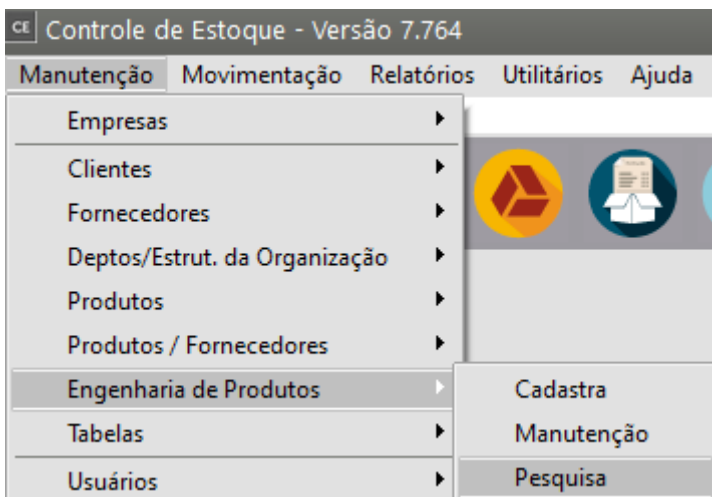 CE Controle de Estoque - Versão 7.764
Manutenção Movimentação Relatórios Utilitários Ajuda
Empresas
Clientes
Fornecedores
Deptos/Estrut. da Organização
Produtos
Produtos / Fornecedores
Engenharia de Produtos
Cadastra
Tabelas
Manutenção
Usuários
Pesquisa